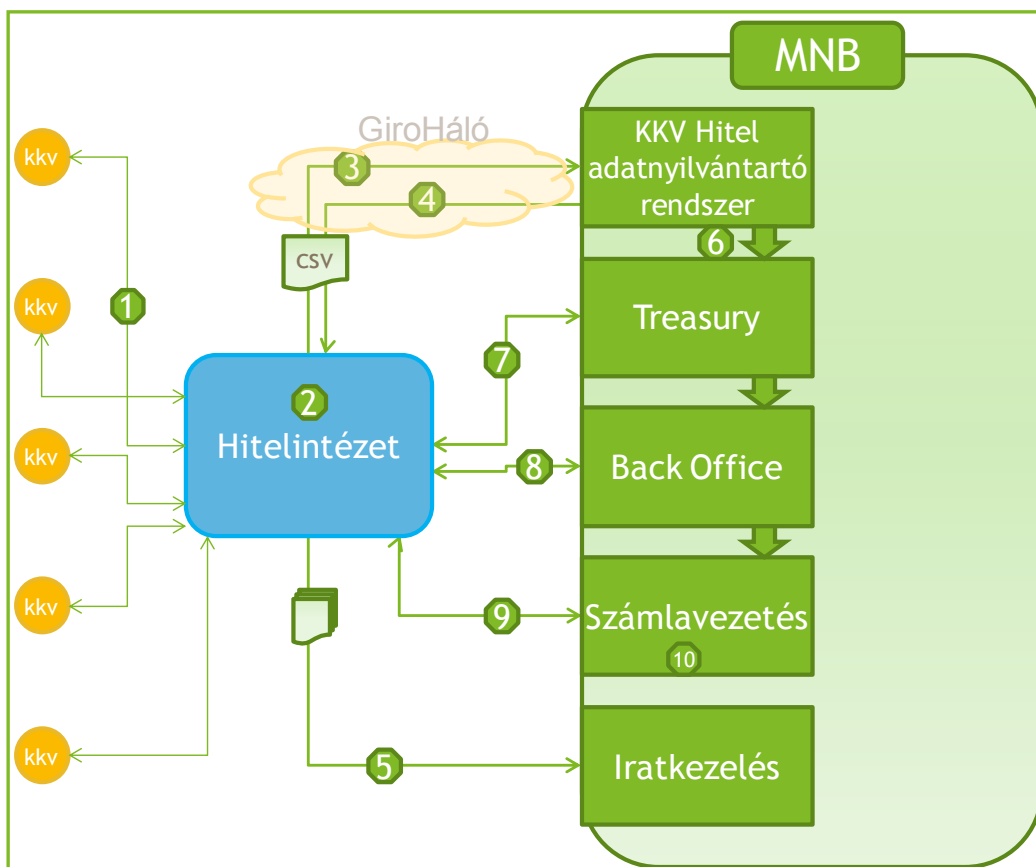 MNB
GiroHáló
kkv
3
KKV Hitel
adatnyilvántartó
rendszer
4
6
CSV
kkv
1
Treasury
7
2
Hitelintézet
kkv
8
Back Office
kkv
9
Számlavezetés
10
kkv
5
Iratkezelés